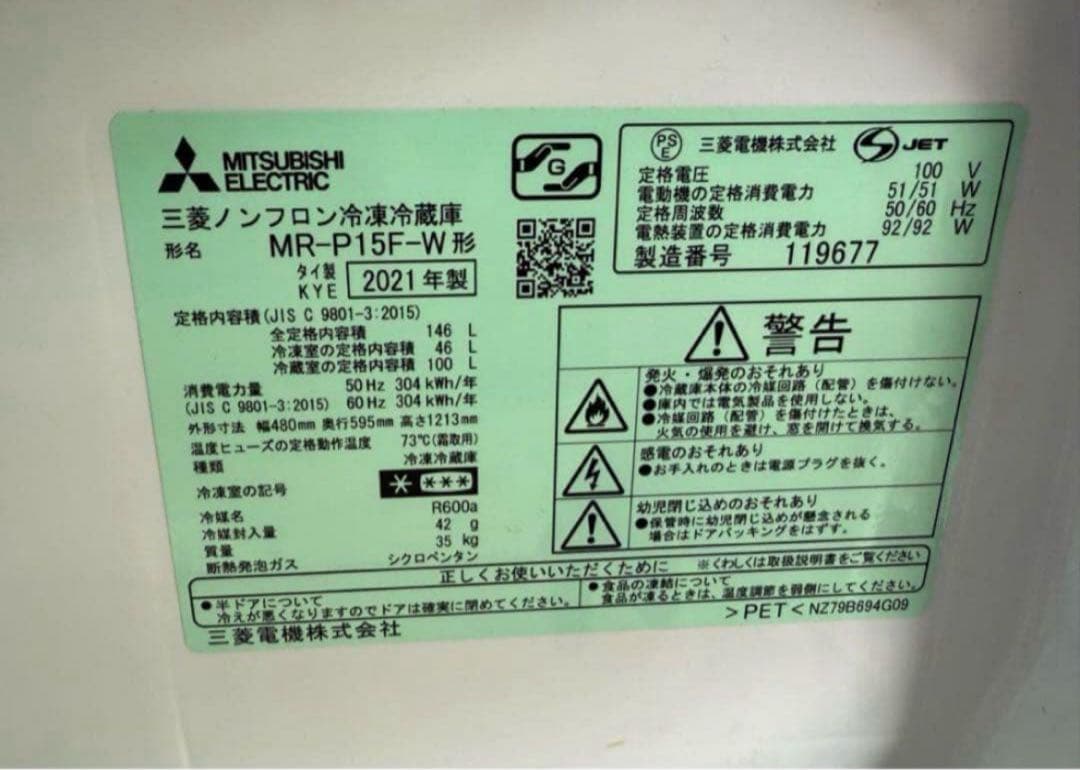 MITSUBISHI
ELECTRIC
三菱ノンフロン冷凍冷蔵庫
形名 MR-P15F-W形
タイ製
KYE 2021年製
定格内容積(JIS C 9801-3:2015)
全定格内容積 146 L
冷凍室の定格内容積 46 L
冷蔵室の定格内容積 100 L
消費電力量 50Hz 304kWh/年
(JIS C 9801-3:2015) 60Hz 304kWh/年
外形寸法 幅480mm 奥行595mm 高さ1213mm
温度ヒューズの定格動作温度 73℃(霜取用)
種類 冷凍冷蔵庫
冷凍室の記号 * ***
冷媒名 R600a
冷媒封入量 42 g
質量 35 kg
断熱発泡ガス シクロペンタン
G
PS
E
三菱電機株式会社 S JET
定格電圧 100 V
電動機の定格消費電力 51/51 W
定格周波数 50/60 Hz
電熱装置の定格消費電力 92/92 W
製造番号 119677
警告
発火・爆発のおそれあり
●冷蔵庫本体の冷媒回路（配管）を傷付けない。
●庫内では電気製品を使用しない。
●冷媒回路（配管）を傷付けたときは、
火気の使用を避け、窓を開けて換気する。
感電のおそれあり
●お手入れのときは電源プラグを抜く。
幼児閉じ込めのおそれあり
●保管時に幼児閉じ込めが懸念される
場合はドアパッキングをはずす。
正しくお使いいただくために ※くわしくは取扱説明書をご覧ください
●半ドアについて
冷えが悪くなりますのでドアは確実に閉めてください。
●食品の凍結について
食品が凍るときは、温度調節を弱側にしてください。
三菱電機株式会社
>PET< NZ79B694G09